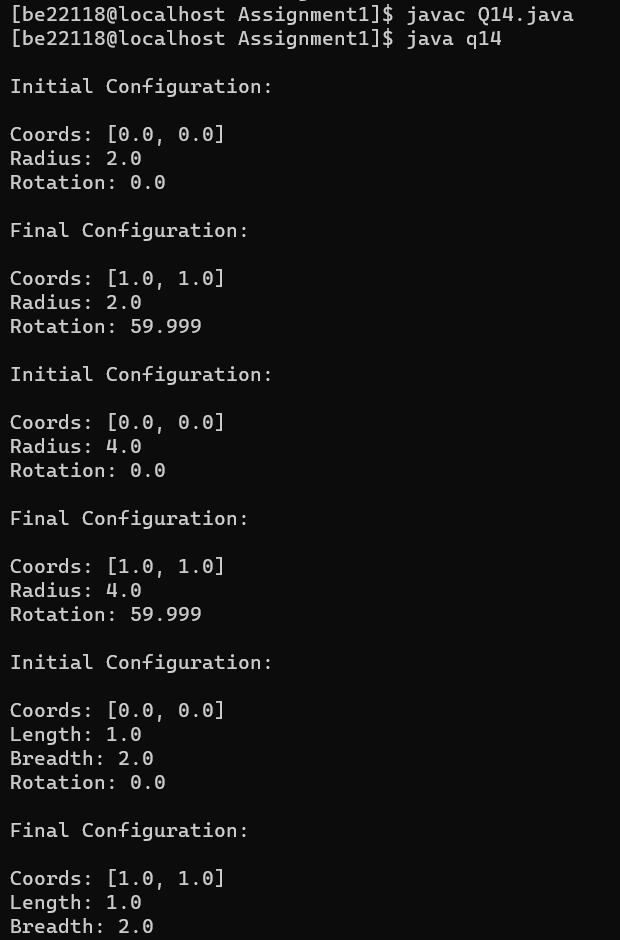 [be22118@localhost Assignment1]$ javac Q14.java
[be22118@localhost Assignment1]$ java q14
Initial Configuration:
Coords: [0.0, 0.0]
Radius: 2.0
Rotation: 0.0
Final Configuration:
Coords: [1.0, 1.0]
Radius: 2.0
Rotation: 59.999
Initial Configuration:
Coords: [0.0, 0.0]
Radius: 4.0
Rotation: 0.0
Final Configuration:
Coords: [1.0, 1.0]
Radius: 4.0
Rotation: 59.999
Initial Configuration:
Coords: [0.0, 0.0]
Length: 1.0
Breadth: 2.0
Rotation: 0.0
Final Configuration:
Coords: [1.0, 1.0]
Length: 1.0
Breadth: 2.0